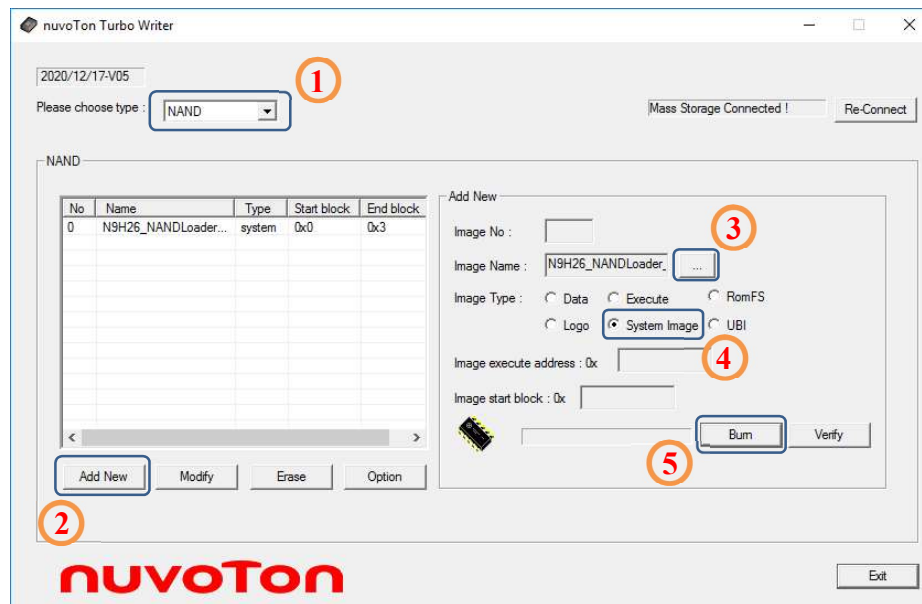 nuvoTon Turbo Writer
2020/12/17-V05
1
Please choose type :
NAND
Mass Storage Connected !
Re-Connect
NAND
No Name Type Start block End block
0 N9H26_NANDLoader... system 0x0 0x3
Add New
Image No :
3
Image Name : N9H26_NANDLoader_ ...
Image Type : Data Execute RomFS
Logo System Image UBI
4
Image execute address : 0x
Image start block : 0x
Burn Verify
5
Add New Modify Erase Option
2
nuvoTon
Exit